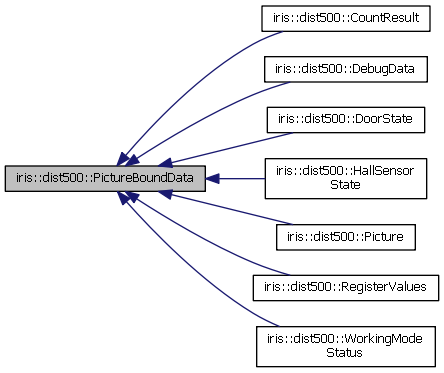 iris::dist500::CountResult
iris::dist500::DebugData
iris::dist500::DoorState
iris::dist500::PictureBoundData
iris::dist500::HallSensor
State
iris::dist500::Picture
iris::dist500::RegisterValues
iris::dist500::WorkingMode
Status